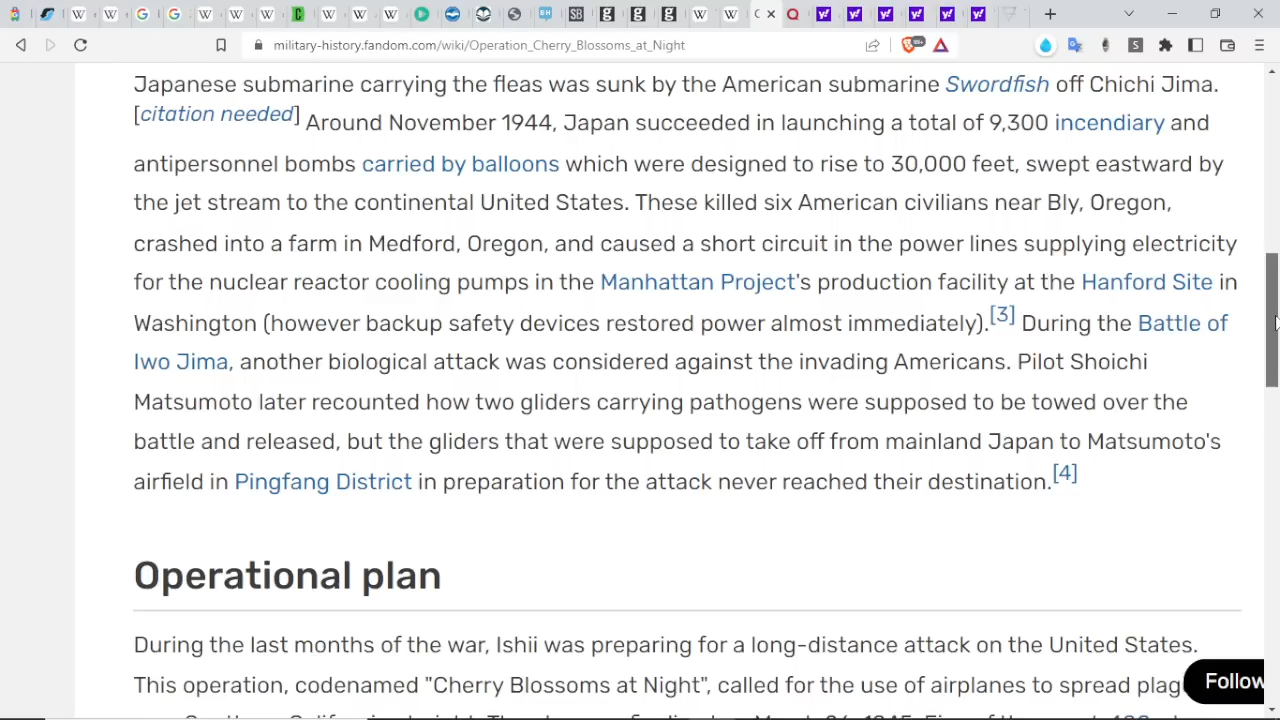 military-history.fandom.com/wiki/Operation_Cherry_Blossoms_at_Night
Japanese submarine carrying the fleas was sunk by the American submarine Swordfish off Chichi Jima.
[citation needed] Around November 1944, Japan succeeded in launching a total of 9,300 incendiary and
antipersonnel bombs carried by balloons which were designed to rise to 30,000 feet, swept eastward by
the jet stream to the continental United States. These killed six American civilians near Bly, Oregon,
crashed into a farm in Medford, Oregon, and caused a short circuit in the power lines supplying electricity
for the nuclear reactor cooling pumps in the Manhattan Project's production facility at the Hanford Site in
Washington (however backup safety devices restored power almost immediately).[3] During the Battle of
Iwo Jima, another biological attack was considered against the invading Americans. Pilot Shoichi
Matsumoto later recounted how two gliders carrying pathogens were supposed to be towed over the
battle and released, but the gliders that were supposed to take off from mainland Japan to Matsumoto's
airfield in Pingfang District in preparation for the attack never reached their destination.[4]
Operational plan
During the last months of the war, Ishii was preparing for a long-distance attack on the United States.
This operation, codenamed "Cherry Blossoms at Night", called for the use of airplanes to spread plag
Follow